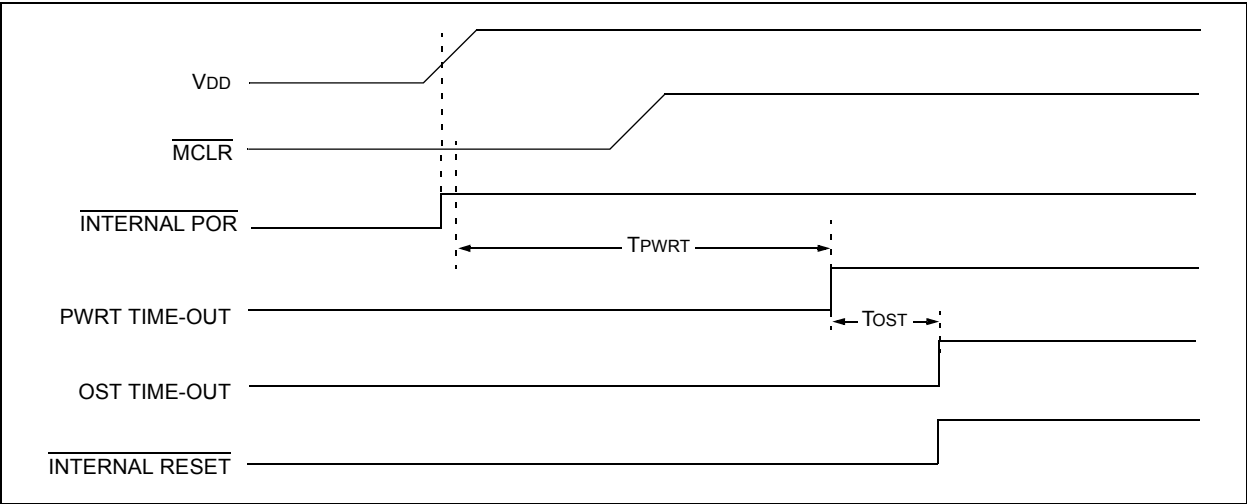 VDD
MCLR
INTERNAL POR
TPWRT
PWRT TIME-OUT
TOST
OST TIME-OUT
INTERNAL RESET